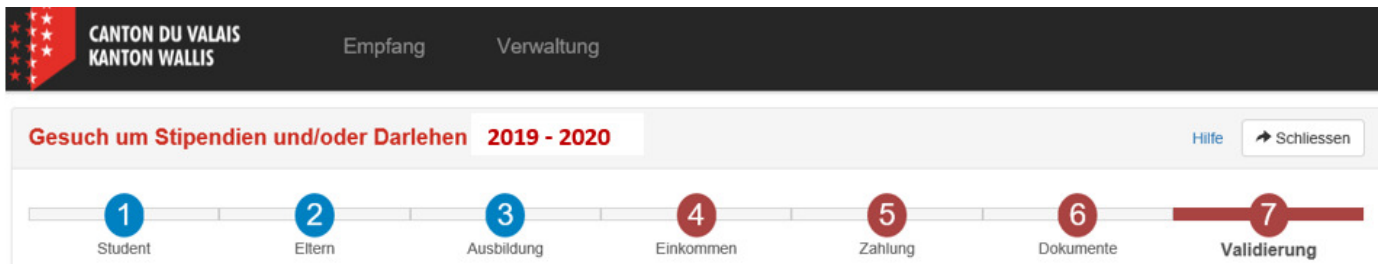 CANTON DU VALAIS
KANTON WALLIS
Empfang Verwaltung
Gesuch um Stipendien und/oder Darlehen 2019 - 2020 Hilfe Schliessen
1 2 3 4 5 6 7
Student Eltern Ausbildung Einkommen Zahlung Dokumente Validierung